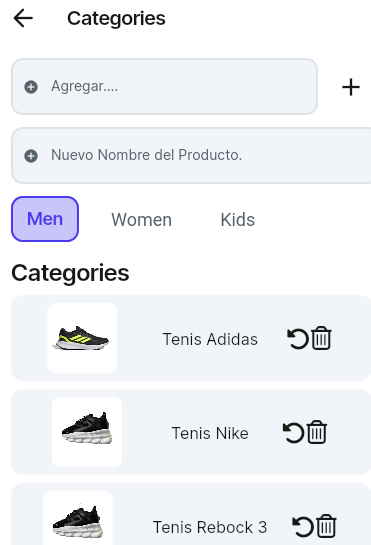 Categories
Agregar....
Nuevo Nombre del Producto.
Men Women Kids
Categories
Tenis Adidas
Tenis Nike
Tenis Rebock 3